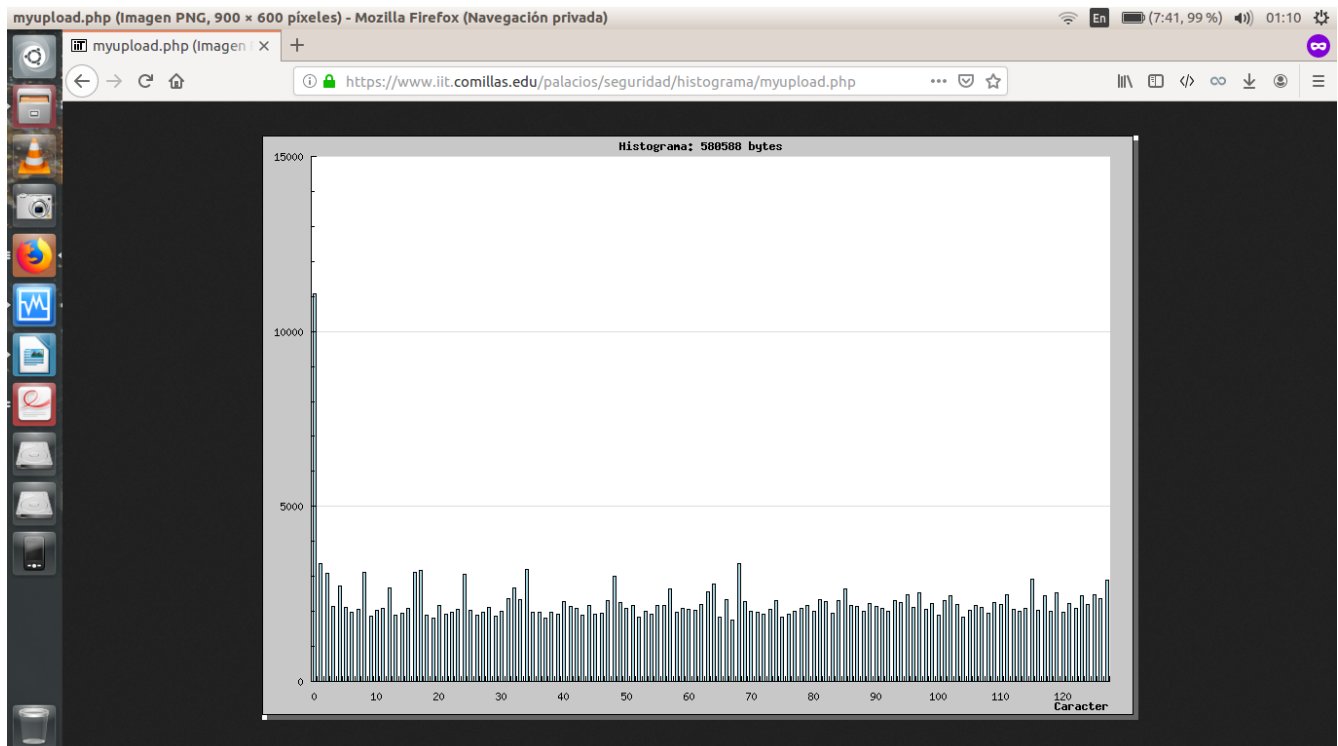 myupload.php (Imagen PNG, 900 × 600 píxeles) - Mozilla Firefox (Navegación privada)
En (7:41, 99 %) 01:10
myupload.php (Imagen
https://www.iit.comillas.edu/palacios/seguridad/histograma/myupload.php
Histograma: 580588 bytes
15000
10000
5000
0
0 10 20 30 40 50 60 70 80 90 100 110 120
Caracter